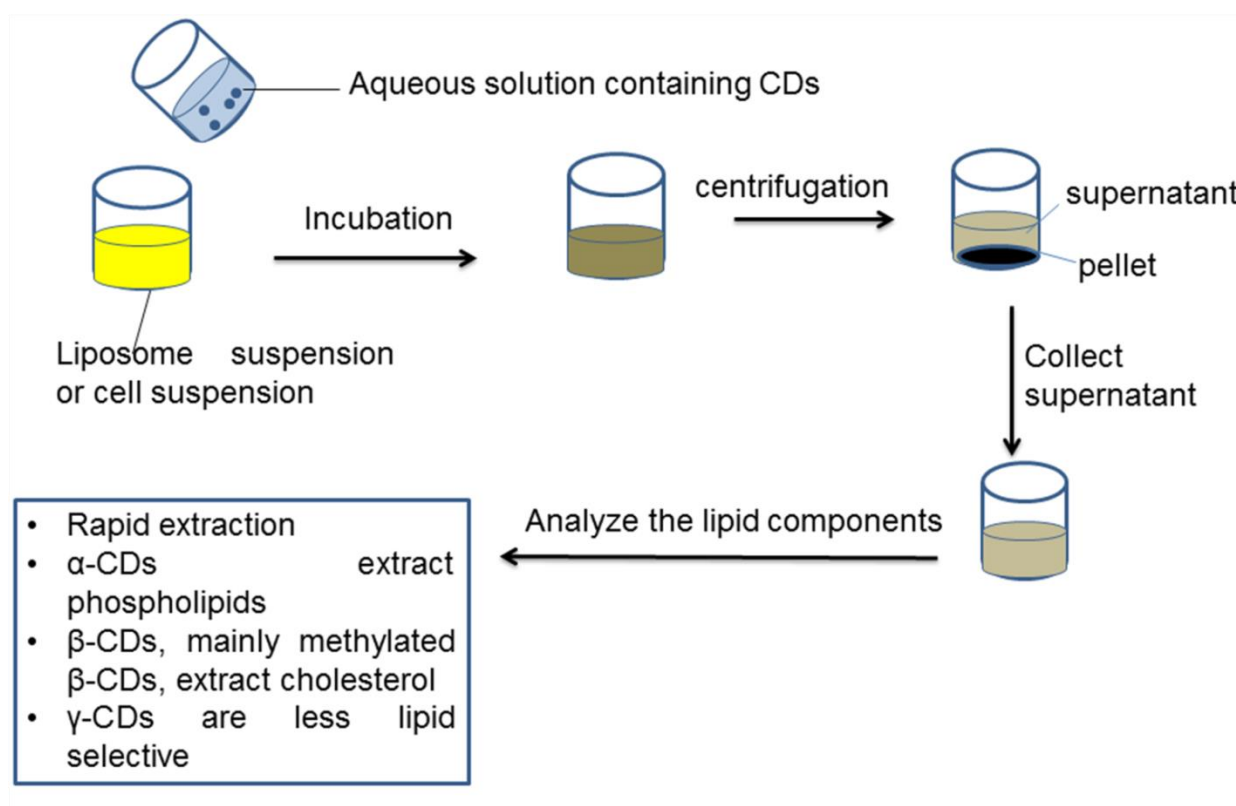 Aqueous solution containing CDs
Incubation
centrifugation
supernatant
pellet
Liposome suspension
or cell suspension
Collect
supernatant
Analyze the lipid components
• Rapid extraction
• α-CDs extract
phospholipids
• β-CDs, mainly methylated
β-CDs, extract cholesterol
• γ-CDs are less lipid
selective